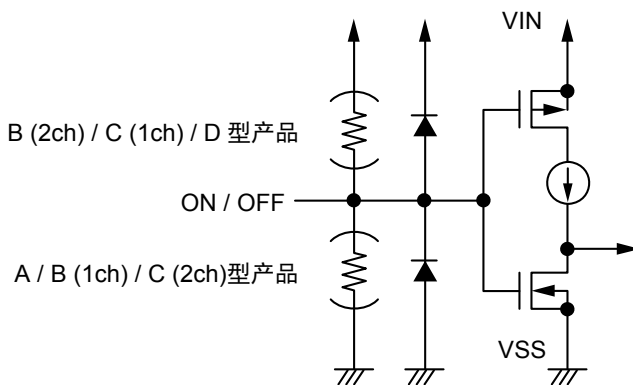 VIN
B (2ch) / C (1ch) / D 型产品
ON / OFF
A / B (1ch) / C (2ch)型产品
VSS